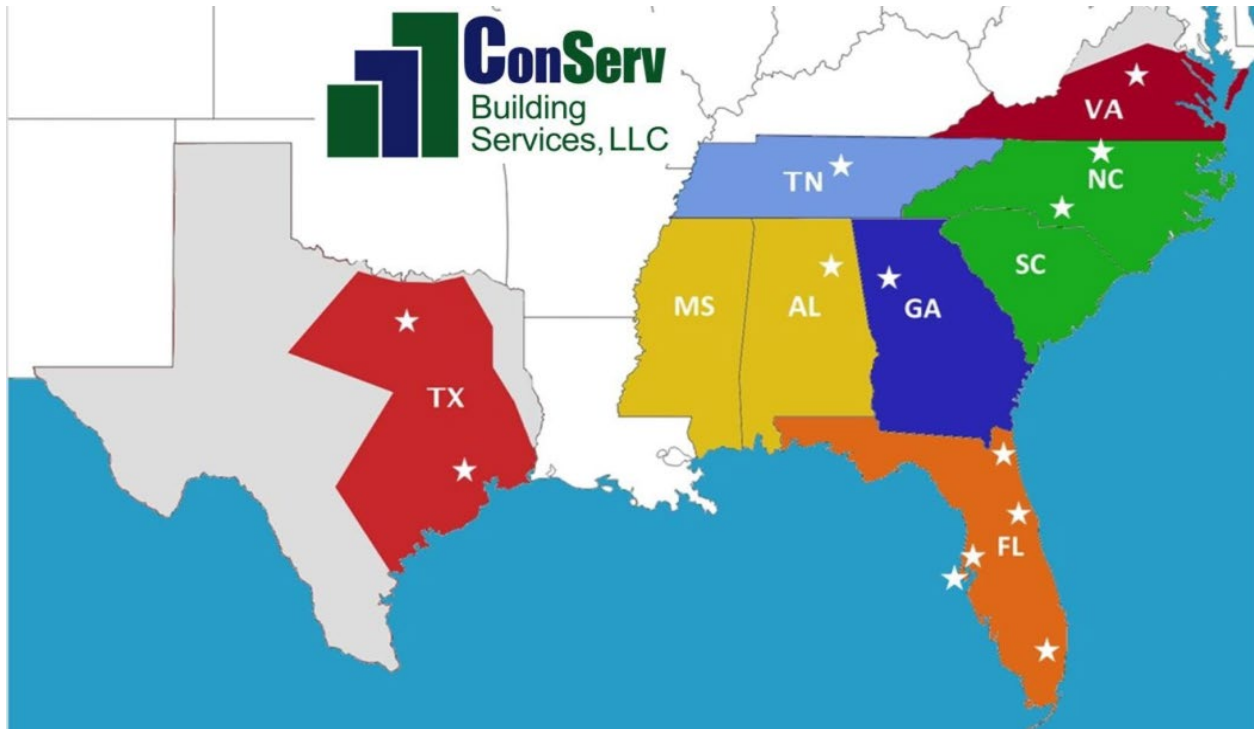 ConServ
Building
Services, LLC
VA
TN
NC
SC
MS
AL
GA
TX
FL